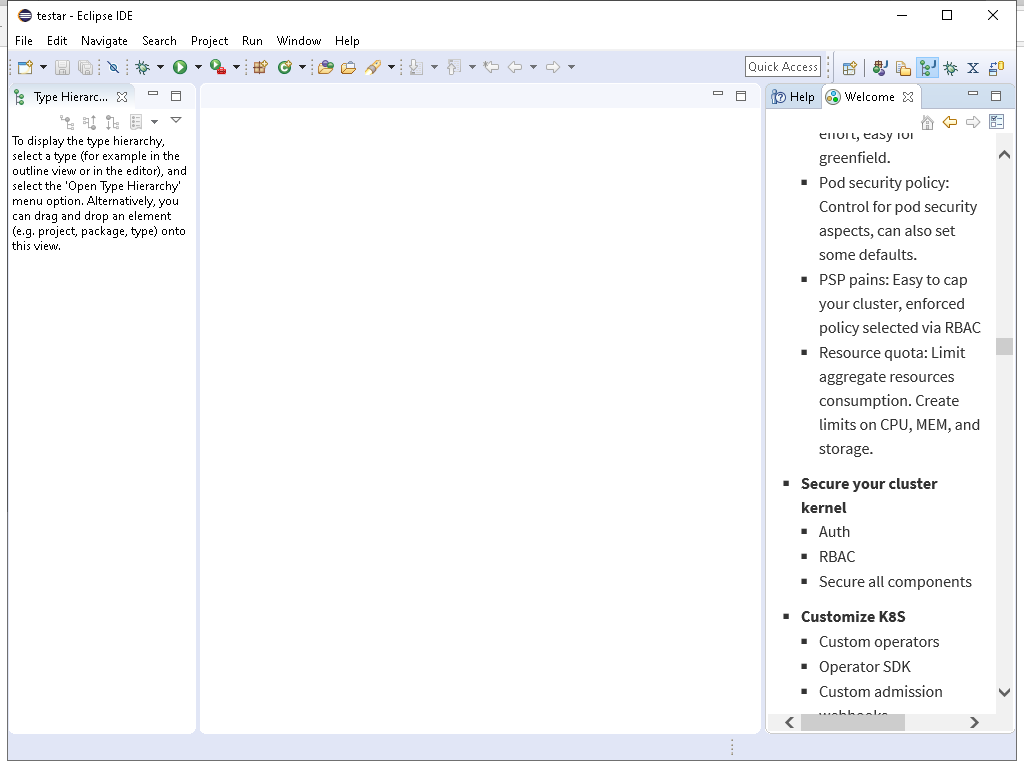 testar - Eclipse IDE
File Edit Navigate Search Project Run Window Help
Quick Access
Type Hierarc...
Help
Welcome
To display the type hierarchy,
select a type (for example in the
outline view or in the editor), and
select the 'Open Type Hierarchy'
menu option. Alternatively, you
can drag and drop an element
(e.g. project, package, type) onto
this view.
effort, easy for
greenfield.
▪ Pod security policy:
Control for pod security
aspects, can also set
some defaults.
▪ PSP pains: Easy to cap
your cluster, enforced
policy selected via RBAC
▪ Resource quota: Limit
aggregate resources
consumption. Create
limits on CPU, MEM, and
storage.
▪ Secure your cluster
kernel
▪ Auth
▪ RBAC
▪ Secure all components
▪ Customize K8S
▪ Custom operators
▪ Operator SDK
▪ Custom admission
webhooks